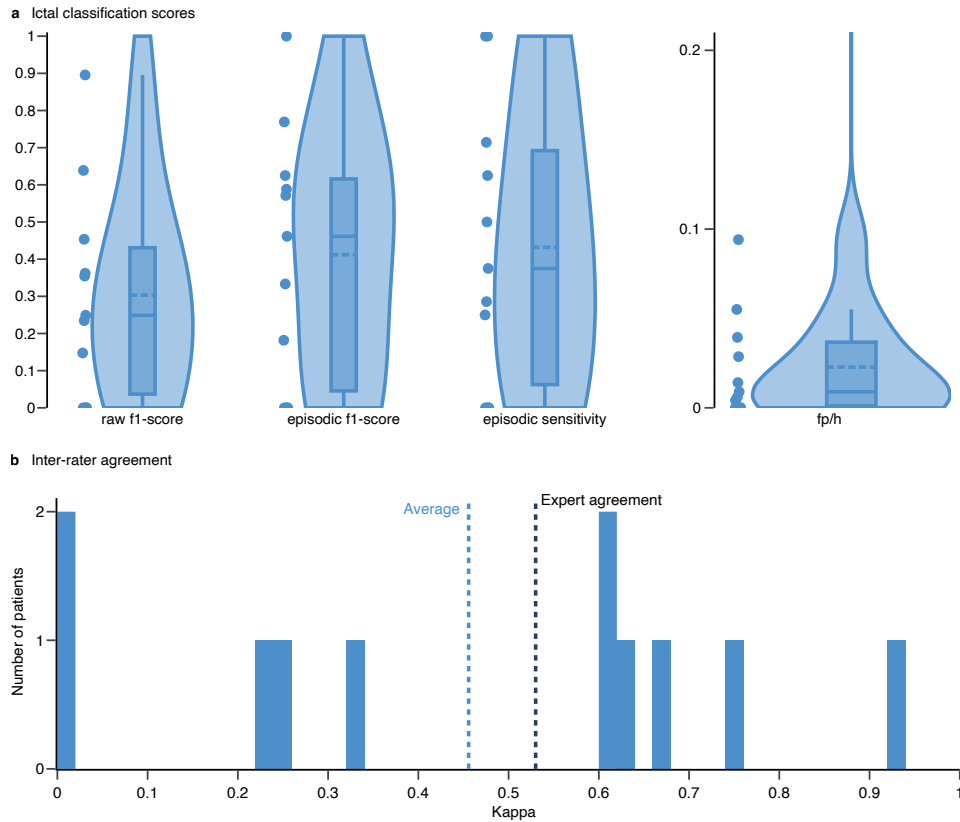 a Ictal classification scores
1
0.9
0.8
0.7
0.6
0.5
0.4
0.3
0.2
0.1
0
0.2
0.1
0
raw f1-score
episodic f1-score
episodic sensitivity
fp/h
b Inter-rater agreement
Average
Expert agreement
Number of patients
2
1
0
0 0.1 0.2 0.3 0.4 0.5 0.6 0.7 0.8 0.9 1
Kappa